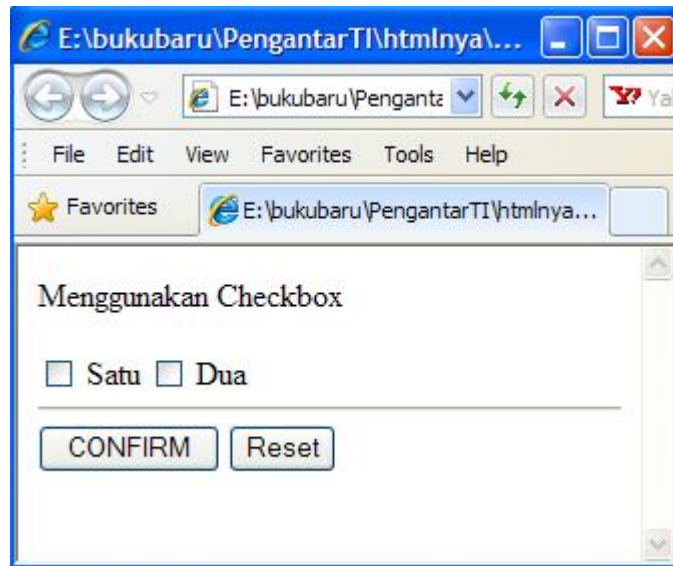 E:\bukubaru\PengantarTI\htmlnya\...
E:\bukubaru\Penganta
File Edit View Favorites Tools Help
Favorites E:\bukubaru\PengantarTI\htmlnya...
Menggunakan Checkbox
Satu Dua
CONFIRM Reset